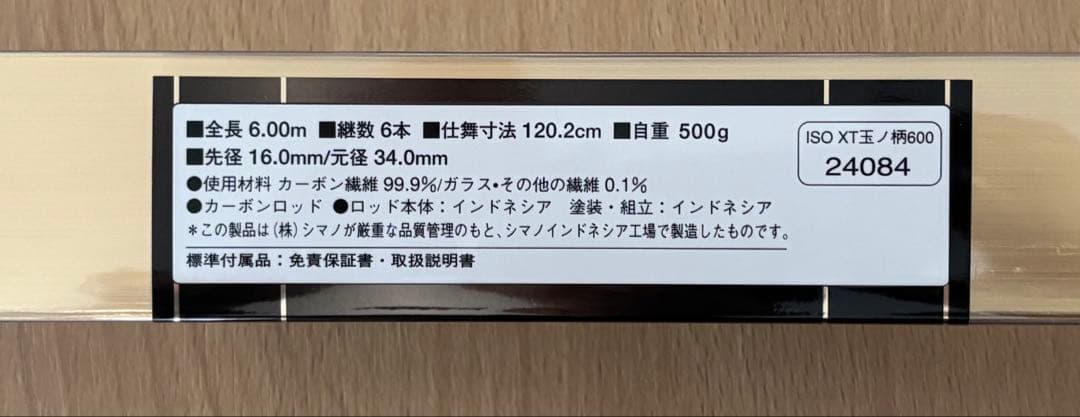 ■全長 6.00m ■継数 6本 ■仕舞寸法 120.2cm ■自重 500g
■先径 16.0mm/元径 34.0mm
●使用材料 カーボン繊維 99.9%/ガラス・その他の繊維 0.1%
●カーボンロッド ●ロッド本体：インドネシア 塗装・組立：インドネシア
＊この製品は(株)シマノが厳重な品質管理のもと、シマノインドネシア工場で製造したものです。
標準付属品：免責保証書・取扱説明書
ISO XT玉ノ柄600
24084